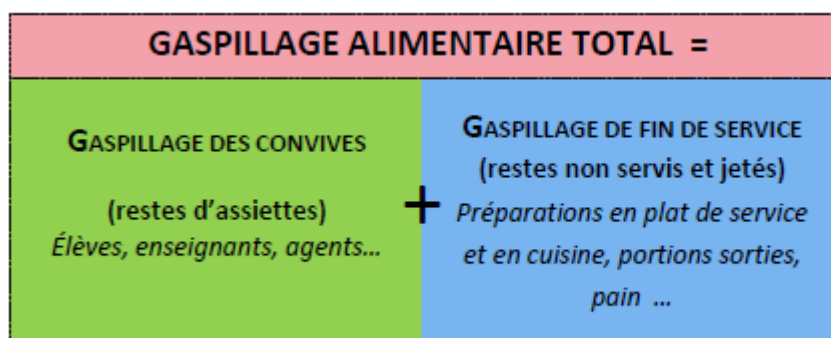 GASPILLAGE ALIMENTAIRE TOTAL =
GASPILLAGE DES CONVIVES
(restes d'assiettes)
Élèves, enseignants, agents...
+
GASPILLAGE DE FIN DE SERVICE
(restes non servis et jetés)
Préparations en plat de service
et en cuisine, portions sorties,
pain ...